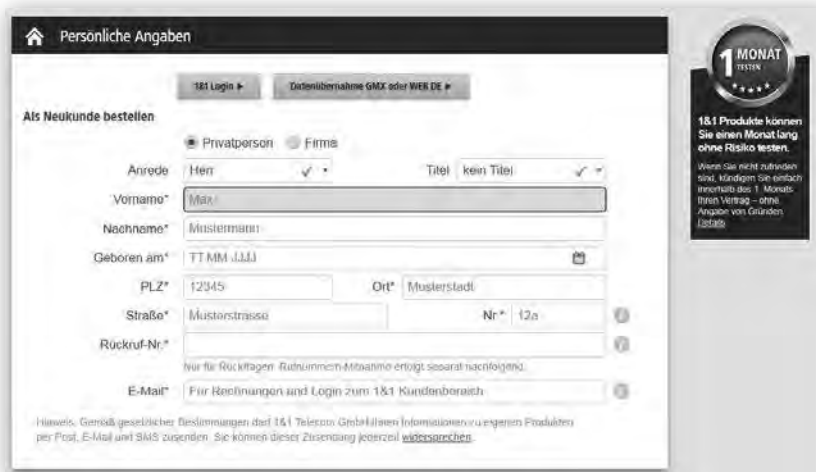 Persönliche Angaben
1&1 Login ▸
Datenübernahme GMX oder WEB.DE ▸
Als Neukunde bestellen
Privatperson Firma
Anrede Herr Titel kein Titel
Vorname* Max
Nachname* Mustermann
Geboren am* TT.MM.JJJJ
PLZ* 12345 Ort* Musterstadt
Straße* Musterstrasse Nr.* 12a
Rückruf-Nr.*
Nur für Rückfragen. Rufnummern-Mitnahme erfolgt separat nachfolgend.
E-Mail* Für Rechnungen und Login zum 1&1 Kundenbereich
Hinweis: Gemäß gesetzlicher Bestimmungen darf 1&1 Telecom GmbH Ihnen Informationen zu eigenen Produkten
per Post, E-Mail und SMS zusenden. Sie können dieser Zusendung jederzeit widersprechen.
1 MONAT
TESTEN
1&1 Produkte können
Sie einen Monat lang
ohne Risiko testen.
Wenn Sie nicht zufrieden
sind, kündigen Sie einfach
innerhalb des 1. Monats
Ihren Vertrag – ohne
Angabe von Gründen.
Details